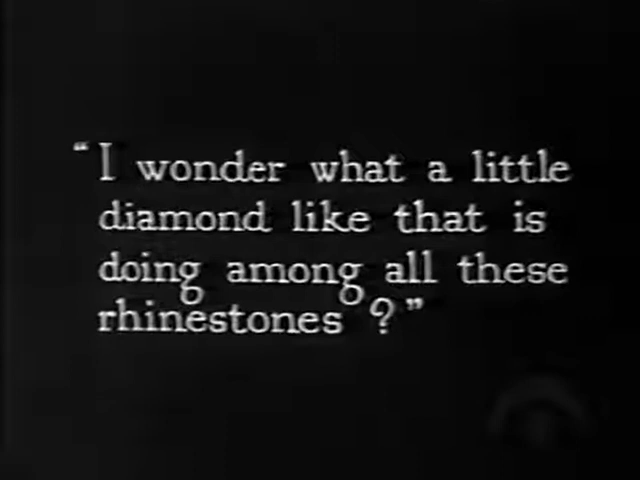 "I wonder what a little
diamond like that is
doing among all these
rhinestones ?"